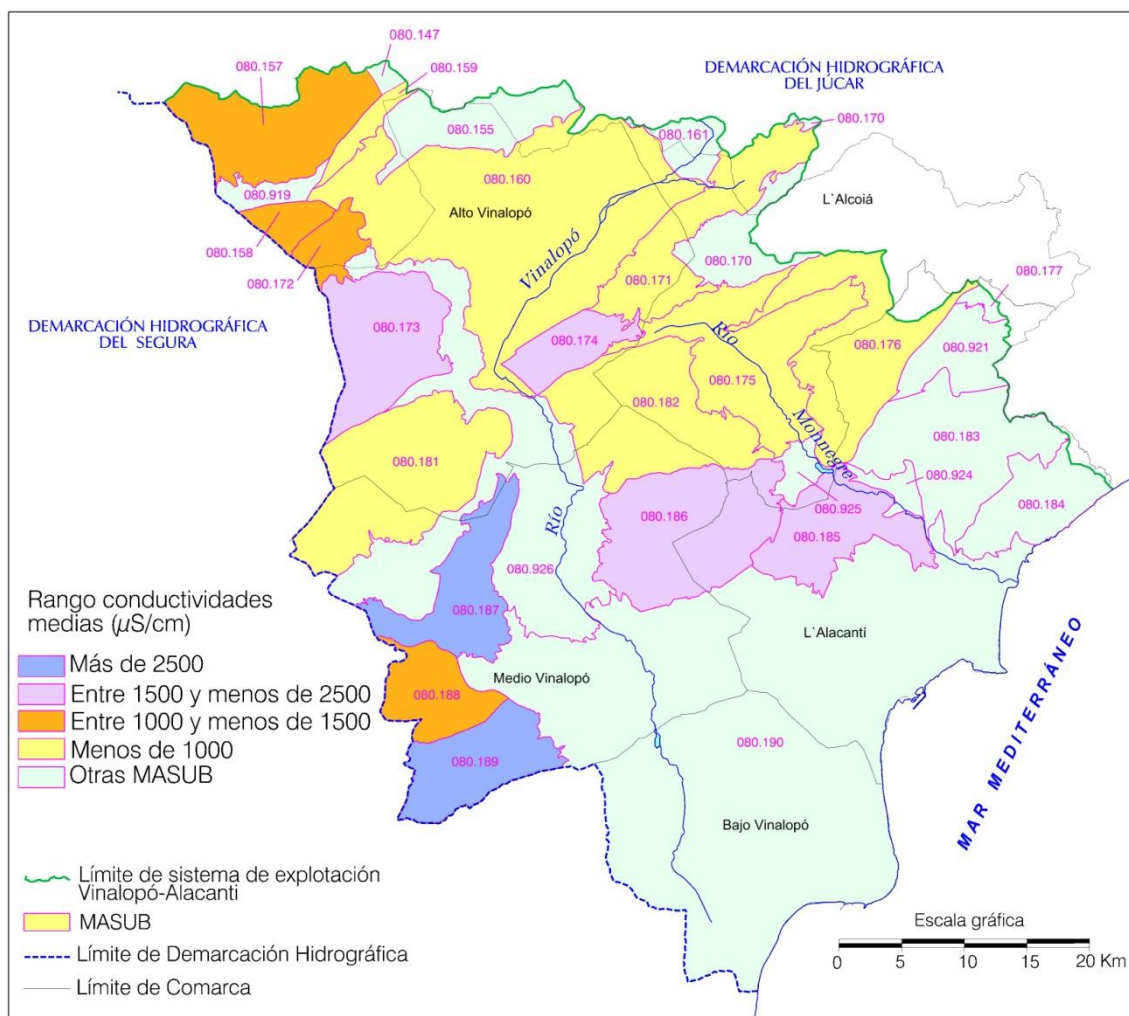 080.147
080.157
080.159
DEMARCACIÓN HIDROGRÁFICA
DEL JÚCAR
080.170
080.155
080.161
080.160
L`Alcoiá
080.919
Alto Vinalopó
080.158
Vinalopó
080.170
080.177
080.172
080.171
DEMARCACIÓN HIDROGRÁFICA
DEL SEGURA
080.173
080.174
Río
080.176
080.921
080.175
080.182
Monnegre
080.183
080.181
080.924
080.184
080.925
080.186
Río
080.185
080.926
080.187
Rango conductividades
medias (µS/cm)
Más de 2500
Entre 1500 y menos de 2500
Entre 1000 y menos de 1500
Menos de 1000
Otras MASUB
L`Alacantí
Medio Vinalopó
080.188
080.190
080.189
Bajo Vinalopó
MAR MEDITERRÁNEO
Límite de sistema de explotación
Vinalopó-Alacanti
MASUB
Límite de Demarcación Hidrográfica
Límite de Comarca
Escala gráfica
0 5 10 15 20 Km